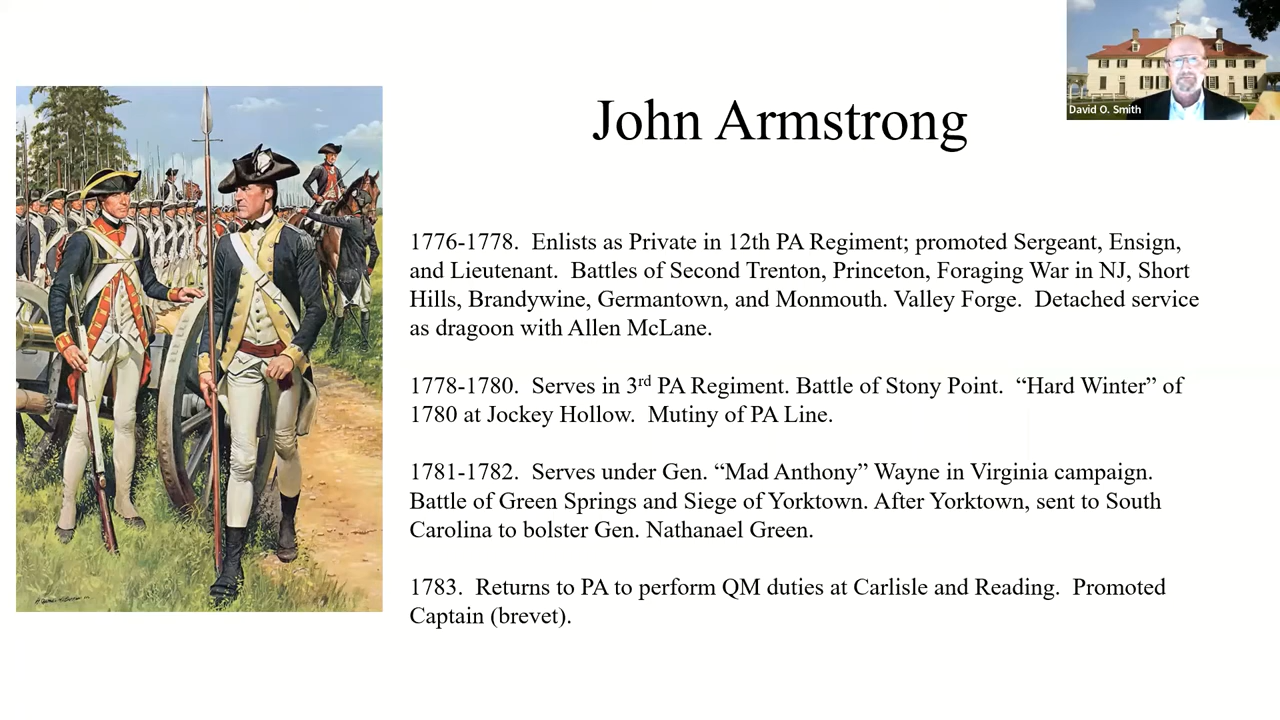 David O. Smith
John Armstrong
1776-1778. Enlists as Private in 12th PA Regiment; promoted Sergeant, Ensign,
and Lieutenant. Battles of Second Trenton, Princeton, Foraging War in NJ, Short
Hills, Brandywine, Germantown, and Monmouth. Valley Forge. Detached service
as dragoon with Allen McLane.
1778-1780. Serves in 3rd PA Regiment. Battle of Stony Point. “Hard Winter” of
1780 at Jockey Hollow. Mutiny of PA Line.
1781-1782. Serves under Gen. “Mad Anthony” Wayne in Virginia campaign.
Battle of Green Springs and Siege of Yorktown. After Yorktown, sent to South
Carolina to bolster Gen. Nathanael Green.
1783. Returns to PA to perform QM duties at Carlisle and Reading. Promoted
Captain (brevet).